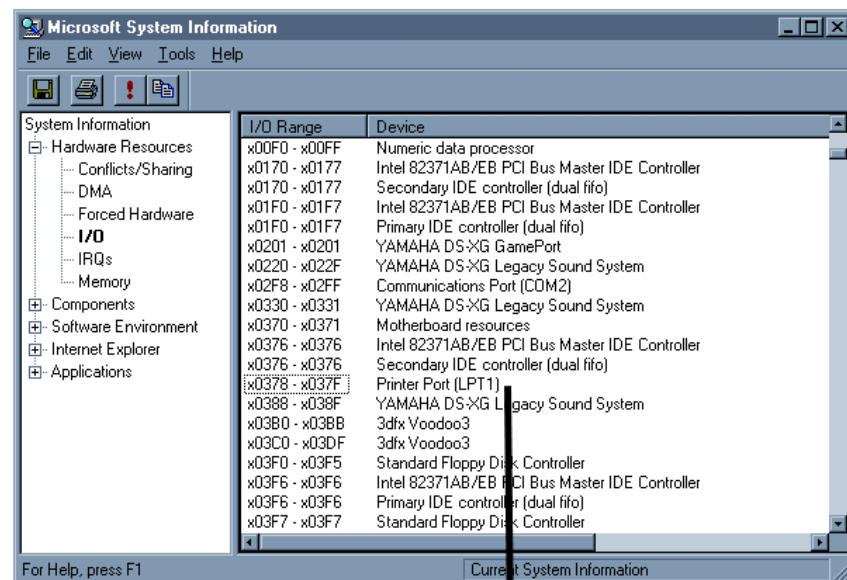 Microsoft System Information
File Edit View Tools Help
System Information
Hardware Resources
Conflicts/Sharing
DMA
Forced Hardware
I/O
IRQs
Memory
Components
Software Environment
Internet Explorer
Applications
I/O Range Device
x00F0 - x00FF Numeric data processor
x0170 - x0177 Intel 82371AB/EB PCI Bus Master IDE Controller
x0170 - x0177 Secondary IDE controller (dual fifo)
x01F0 - x01F7 Intel 82371AB/EB PCI Bus Master IDE Controller
x01F0 - x01F7 Primary IDE controller (dual fifo)
x0201 - x0201 YAMAHA DS-XG GamePort
x0220 - x022F YAMAHA DS-XG Legacy Sound System
x02F8 - x02FF Communications Port (COM2)
x0330 - x0331 YAMAHA DS-XG Legacy Sound System
x0370 - x0371 Motherboard resources
x0376 - x0376 Intel 82371AB/EB PCI Bus Master IDE Controller
x0376 - x0376 Secondary IDE controller (dual fifo)
x0378 - x037F Printer Port (LPT1)
x0388 - x038F YAMAHA DS-XG Legacy Sound System
x03B0 - x03BB 3dfx Voodoo3
x03C0 - x03DF 3dfx Voodoo3
x03F0 - x03F5 Standard Floppy Disk Controller
x03F6 - x03F6 Intel 82371AB/EB PCI Bus Master IDE Controller
x03F6 - x03F6 Primary IDE controller (dual fifo)
x03F7 - x03F7 Standard Floppy Disk Controller
For Help, press F1 Current System Information